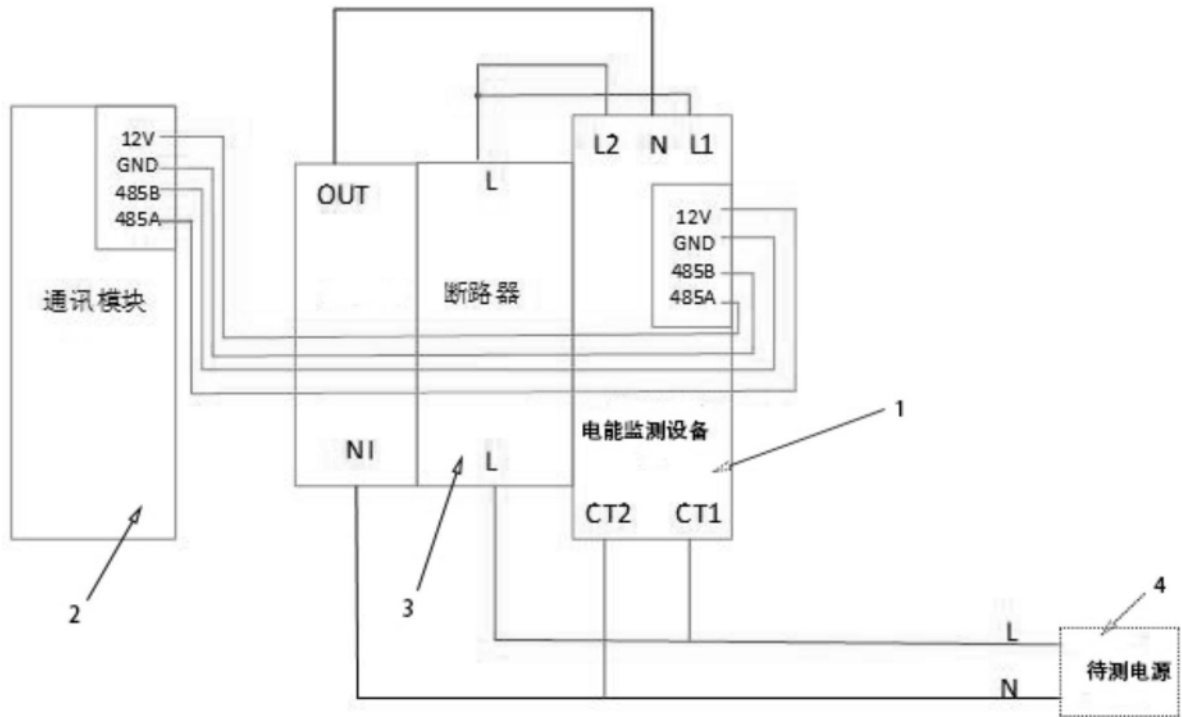 L2 N L1
12V
GND
485B
485A
通讯模块
OUT
L
断路器
NI
L
12V
GND
485B
485A
电能监测设备
CT2 CT1
1
2
3
4
L
N
待测电源